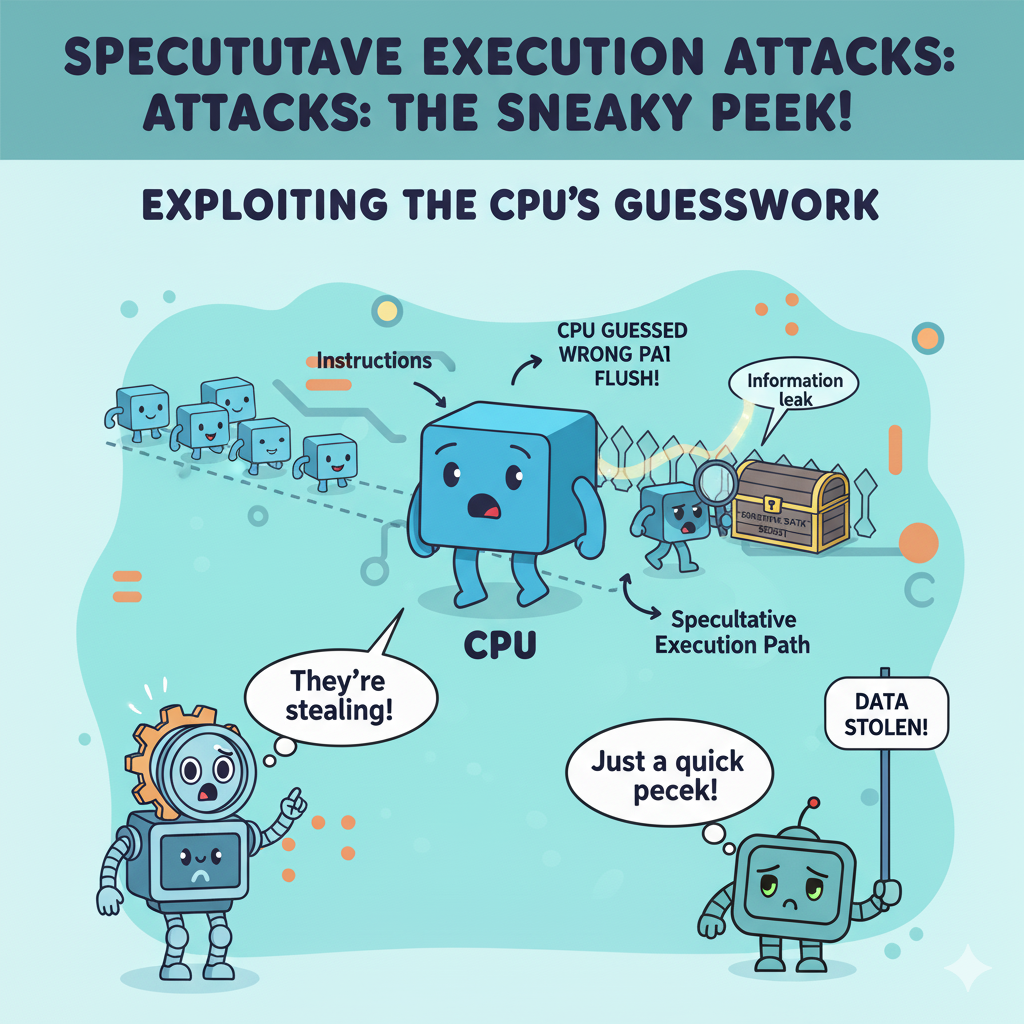 SPECUTUTAVE EXECUTION ATTACKS:
ATTACKS: THE SNEAKY PEEK!
EXPLOITING THE CPU'S GUESSWORK
Instructions
CPU GUESSED
WRONG PA1
FLUSH!
Information
leak
CPU
Specultative
Execution Path
They're
stealing!
DATA
STOLEN!
Just a quick
pecek!